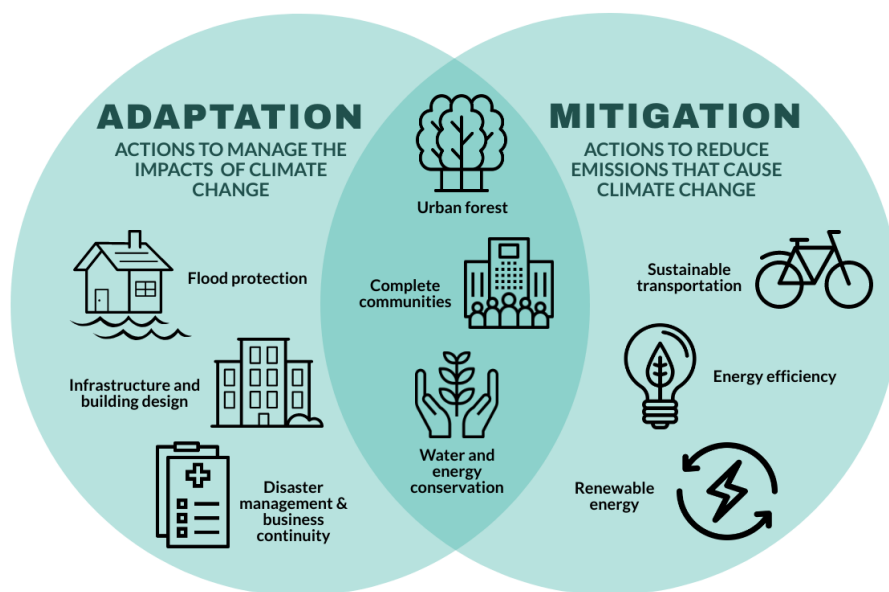 ADAPTATION
ACTIONS TO MANAGE THE
IMPACTS OF CLIMATE
CHANGE
Flood protection
Infrastructure and
building design
Disaster
management &
business
continuity
Urban forest
Complete
communities
Water and
energy
conservation
MITIGATION
ACTIONS TO REDUCE
EMISSIONS THAT CAUSE
CLIMATE CHANGE
Sustainable
transportation
Energy efficiency
Renewable
energy